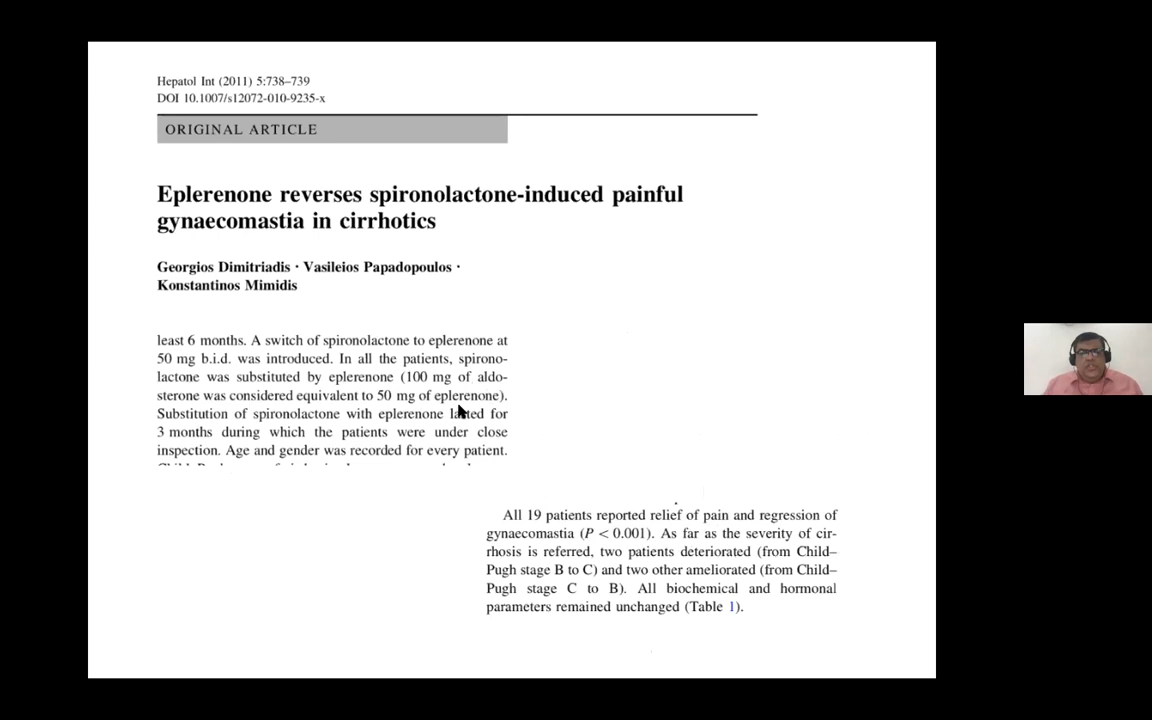 Hepatol Int (2011) 5:738–739
DOI 10.1007/s12072-010-9235-x
ORIGINAL ARTICLE
Eplerenone reverses spironolactone-induced painful
gynaecomastia in cirrhotics
Georgios Dimitriadis · Vasileios Papadopoulos ·
Konstantinos Mimidis
least 6 months. A switch of spironolactone to eplerenone at
50 mg b.i.d. was introduced. In all the patients, spirono-
lactone was substituted by eplerenone (100 mg of aldo-
sterone was considered equivalent to 50 mg of eplerenone).
Substitution of spironolactone with eplerenone lasted for
3 months during which the patients were under close
inspection. Age and gender was recorded for every patient.
All 19 patients reported relief of pain and regression of
gynaecomastia (P < 0.001). As far as the severity of cir-
rhosis is referred, two patients deteriorated (from Child–
Pugh stage B to C) and two other ameliorated (from Child–
Pugh stage C to B). All biochemical and hormonal
parameters remained unchanged (Table 1).